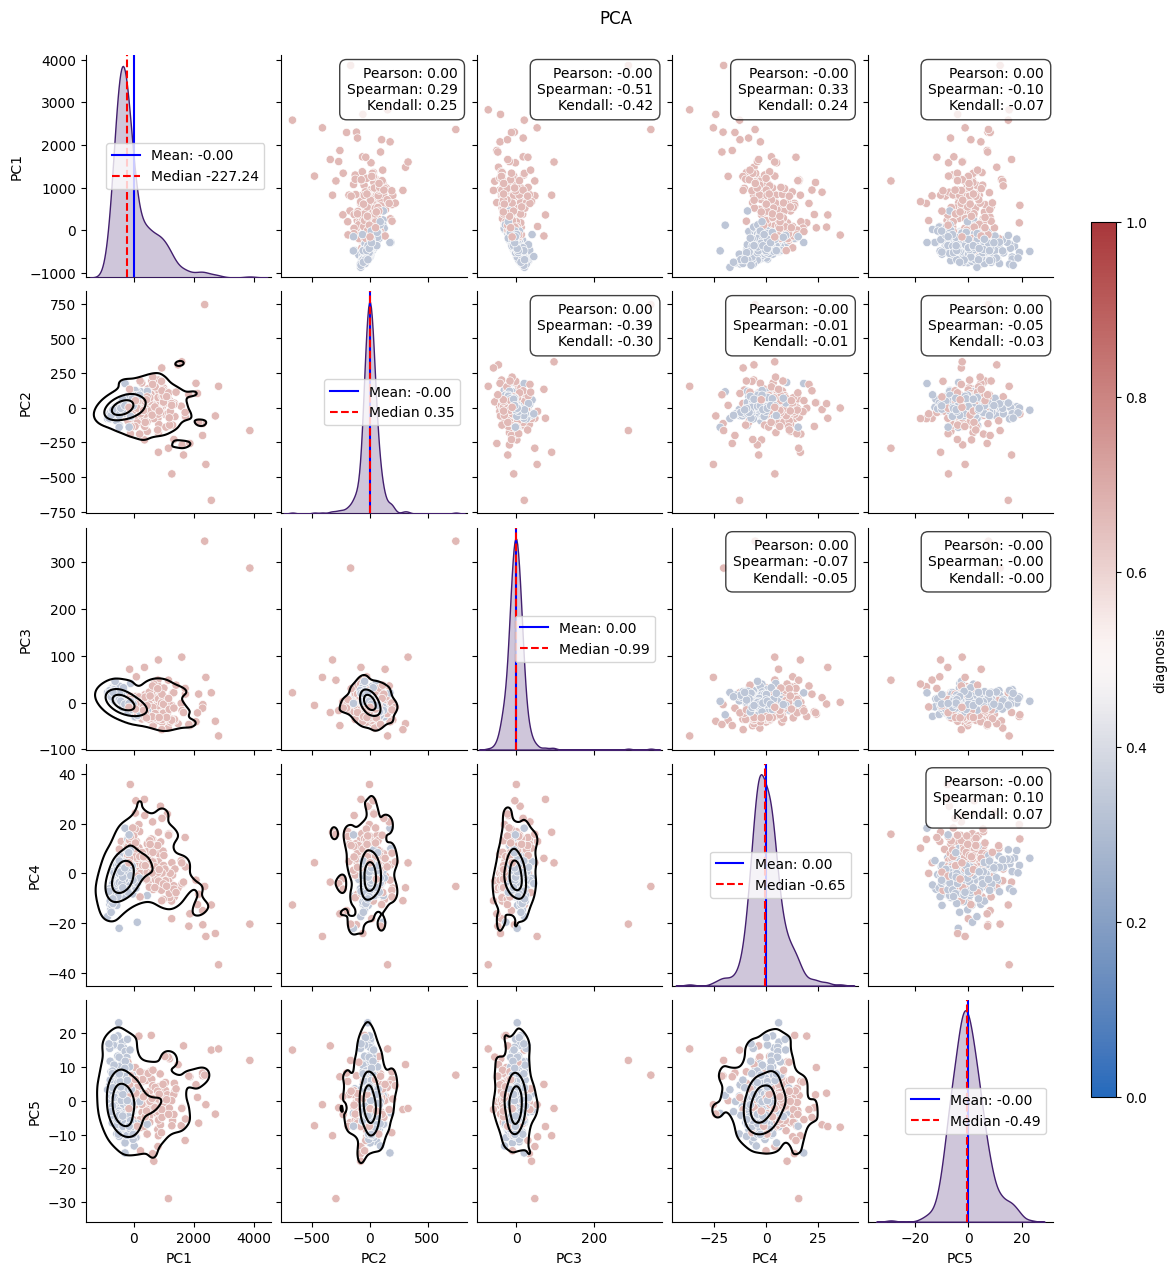 PCA
4000
3000
2000
1000
0
−1000
PC1
Mean: -0.00
Median -227.24
Pearson: 0.00
Spearman: 0.29
Kendall: 0.25
Pearson: -0.00
Spearman: -0.51
Kendall: -0.42
Pearson: -0.00
Spearman: 0.33
Kendall: 0.24
Pearson: 0.00
Spearman: -0.10
Kendall: -0.07
750
500
250
0
−250
−500
−750
PC2
Mean: -0.00
Median 0.35
Pearson: 0.00
Spearman: -0.39
Kendall: -0.30
Pearson: -0.00
Spearman: -0.01
Kendall: -0.01
Pearson: 0.00
Spearman: -0.05
Kendall: -0.03
300
200
100
0
−100
PC3
Mean: 0.00
Median -0.99
Pearson: 0.00
Spearman: -0.07
Kendall: -0.05
Pearson: -0.00
Spearman: -0.00
Kendall: -0.00
40
20
0
−20
−40
PC4
Mean: 0.00
Median -0.65
Pearson: -0.00
Spearman: 0.10
Kendall: 0.07
20
10
0
−10
−20
−30
PC5
Mean: -0.00
Median -0.49
0 2000 4000
PC1
−500 0 500
PC2
0 200
PC3
−25 0 25
PC4
−20 0 20
PC5
1.0
0.8
0.6
0.4
0.2
0.0
diagnosis